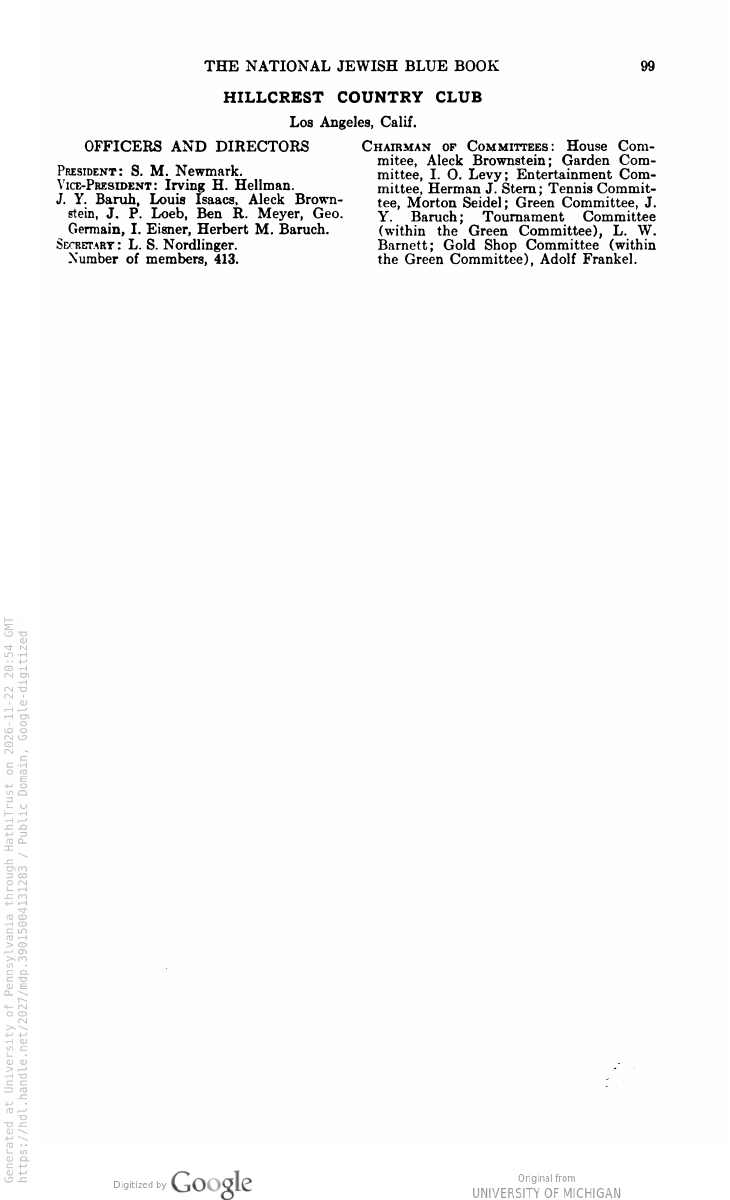 THE NATIONAL JEWISH BLUE BOOK 99
HILLCREST COUNTRY CLUB
Los Angeles, Calif.
OFFICERS AND DIRECTORS
PRESIDENT: S. M. Newmark.
VICE-PRESIDENT: Irving H. Hellman.
J. Y. Baruh, Louis Isaacs, Aleck Brown-
stein, J. P. Loeb, Ben R. Meyer, Geo.
Germain, I. Eisner, Herbert M. Baruch.
SECRETARY: L. S. Nordlinger.
Number of members, 413.
CHAIRMAN OF COMMITTEES: House Com-
mitee, Aleck Brownstein; Garden Com-
mittee, I. O. Levy; Entertainment Com-
mittee, Herman J. Stern; Tennis Commit-
tee, Morton Seidel; Green Committee, J.
Y. Baruch; Tournament Committee
(within the Green Committee), L. W.
Barnett; Gold Shop Committee (within
the Green Committee), Adolf Frankel.
Generated at University of Pennsylvania through HathiTrust on 2026-11-22 20:54 GMT
https://hdl.handle.net/2027/mdp.39015004131283 / Public Domain, Google-digitized
Digitized by Google
Original from
UNIVERSITY OF MICHIGAN